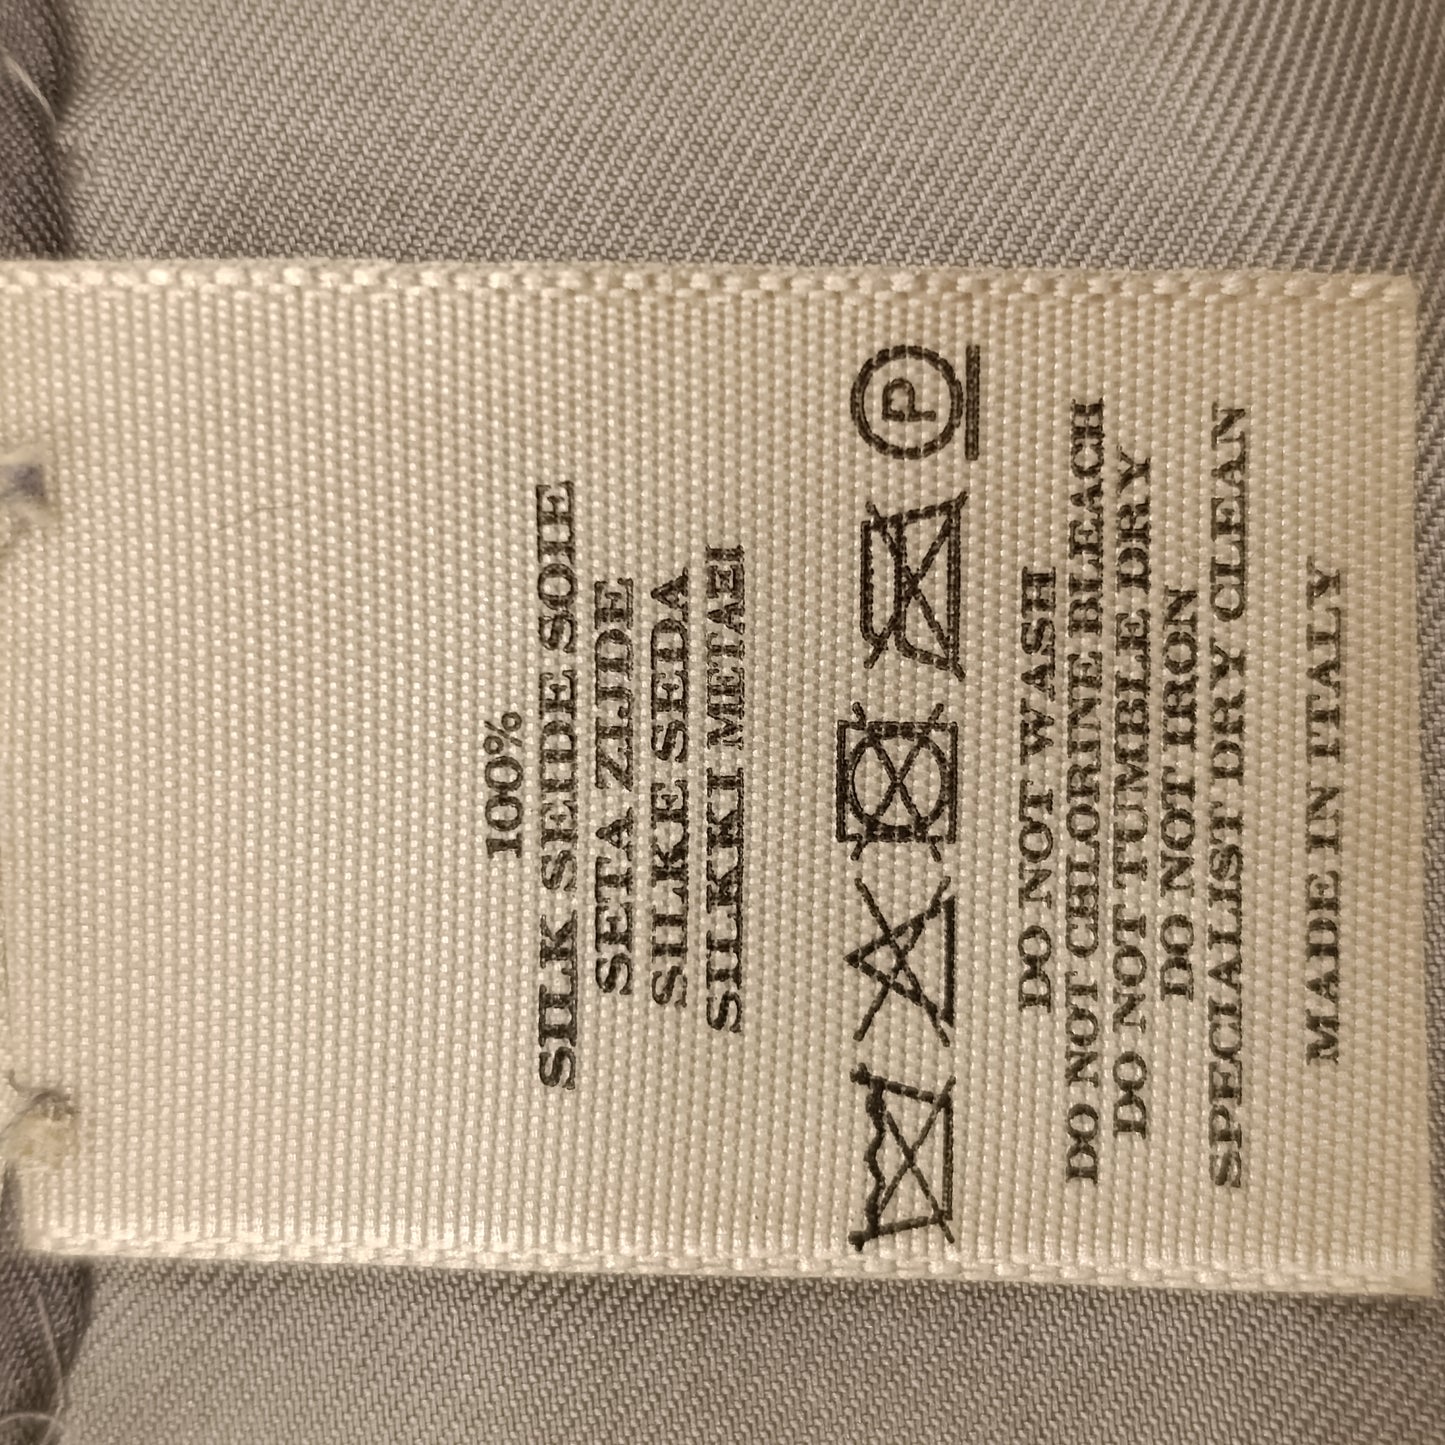 100%
SILK SEIDE SOIE
SETA ZIJDE
SILKE SEDA
SILKKI ΜΕΤΑΞΙ
P
DO NOT WASH
DO NOT CHLORINE BLEACH
DO NOT TUMBLE DRY
DO NOT IRON
SPECIALIST DRY CLEAN
MADE IN ITALY